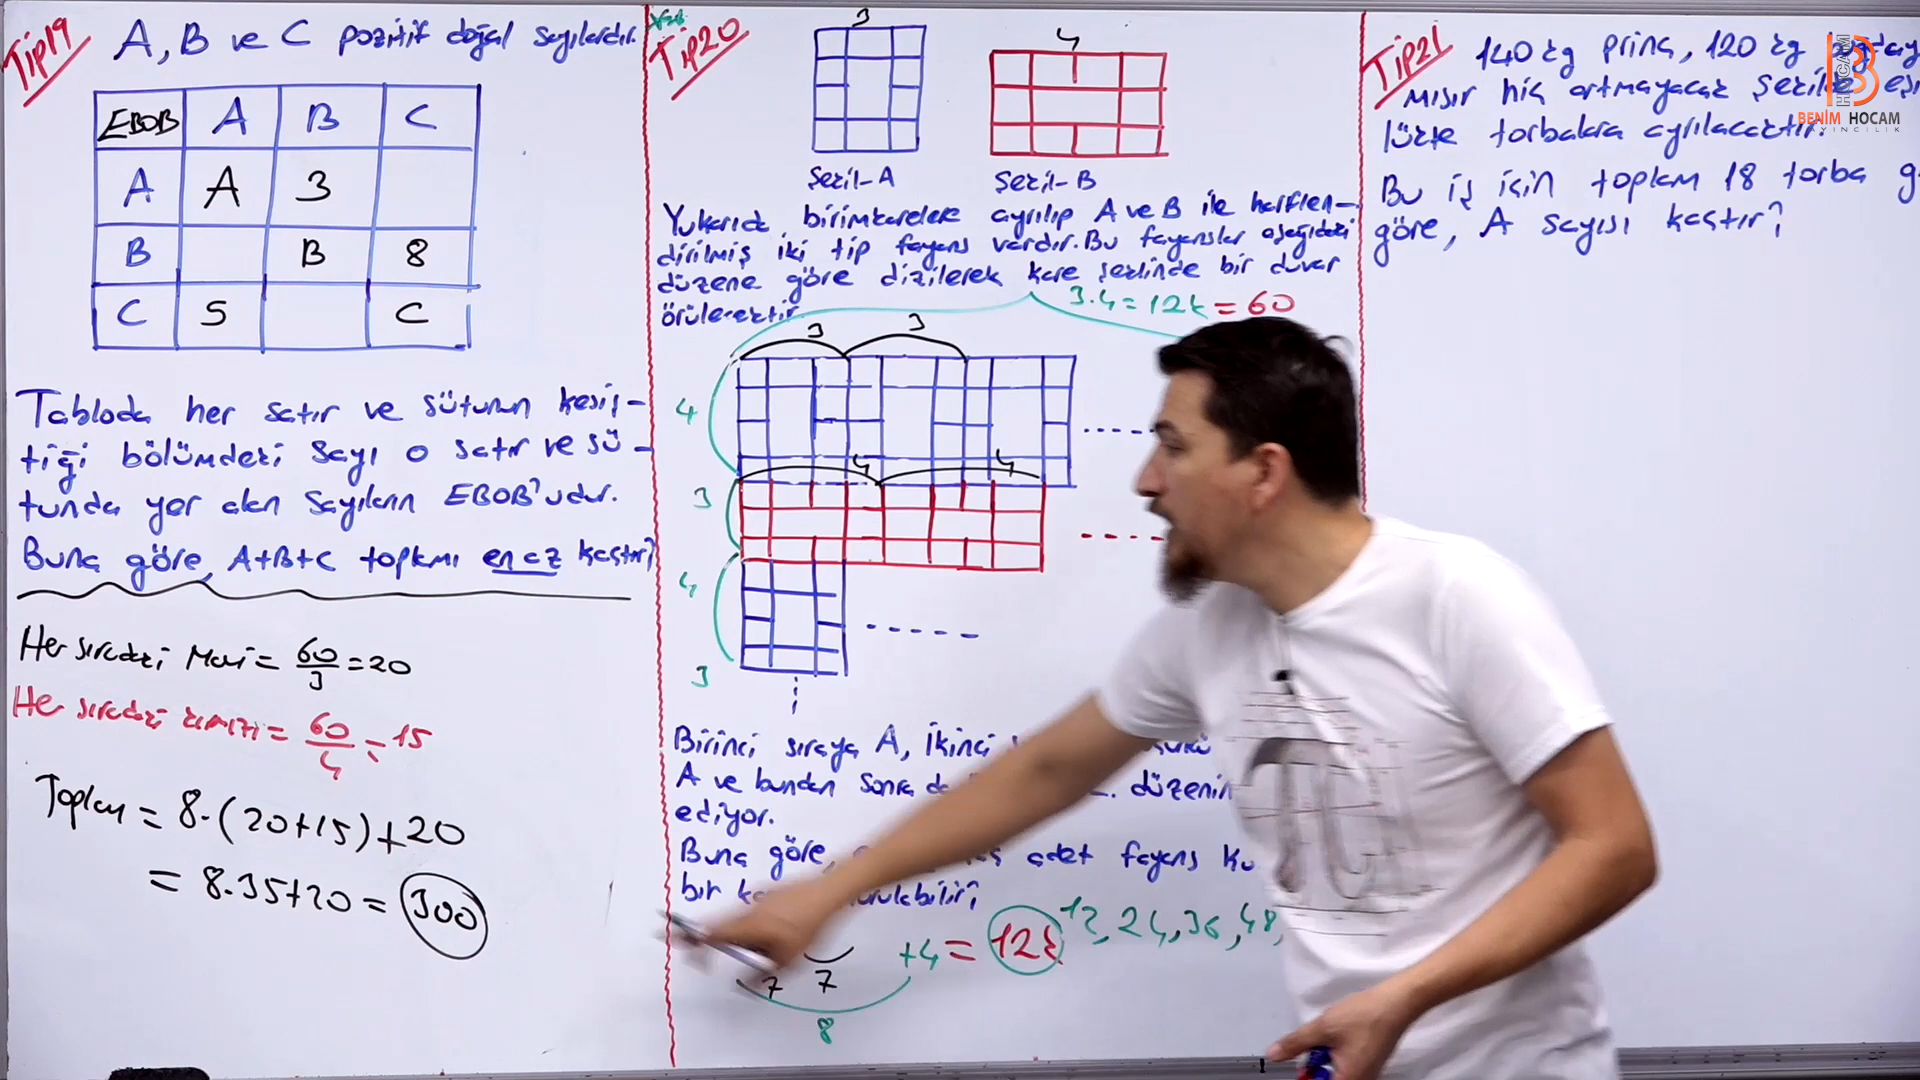 Tip19
A, B ve C pozitif doğal sayılardır.
EBOB A B C
A A 3
B B 8
C 5 C
Tabloda her satır ve sütunun kesiş-
tiği bölümdeki sayı o satır ve sü-
tunda yer alan sayıların EBOB'udur.
Buna göre, A+B+C toplamı en az kaçtır?
Her sıradaki Mavi = 60/3 = 20
Her sıradaki kırmızı = 60/4 = 15
Toplam = 8.(20+15)+20
= 8.35+20 = 300
Tip20
3
4
Şekil-A
Şekil-B
Yukarıda birimkarelere ayrılıp A ve B ile harflen-
dirilmiş iki tip fayans vardır. Bu fayanslar aşağıdaki
düzene göre dizilerek kare şeklinde bir duvar
örülecektir.
3.4 = 12k = 60
3 3
4
4 4
3
4
3
Birinci sıraya A, ikinci
A ve bundan sonra da düzenin
ediyor.
Buna göre, adet fayans
bir
+4 = 12k
12, 24, 36, 48,
7 7
8
Tip21
140 kg pirinç, 120 kg buğday
mısır hiç artmayacak şekilde eşi
lükte torbalara ayrılacaktır.
Bu iş için toplam 18 torba g
göre, A sayısı kaçtır?
HOCAM
BENİM HOCAM
YAYINCILIK